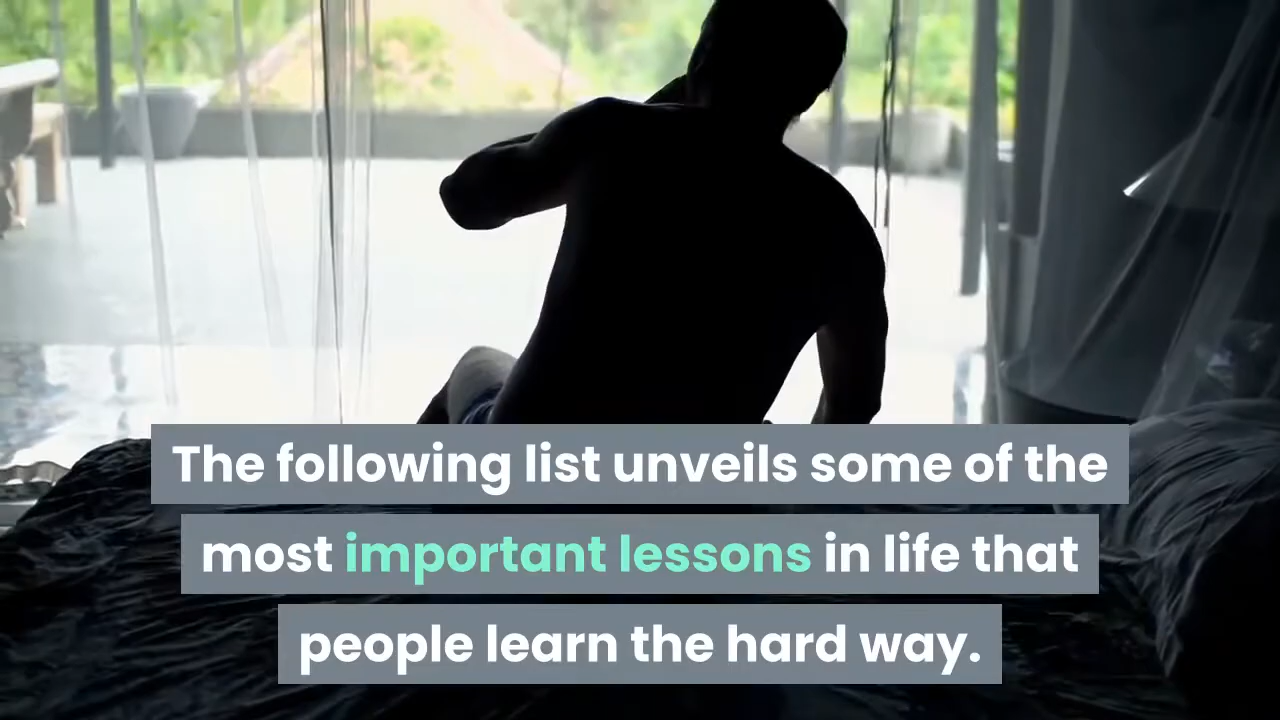 The following list unveils some of the
most important lessons in life that
people learn the hard way.